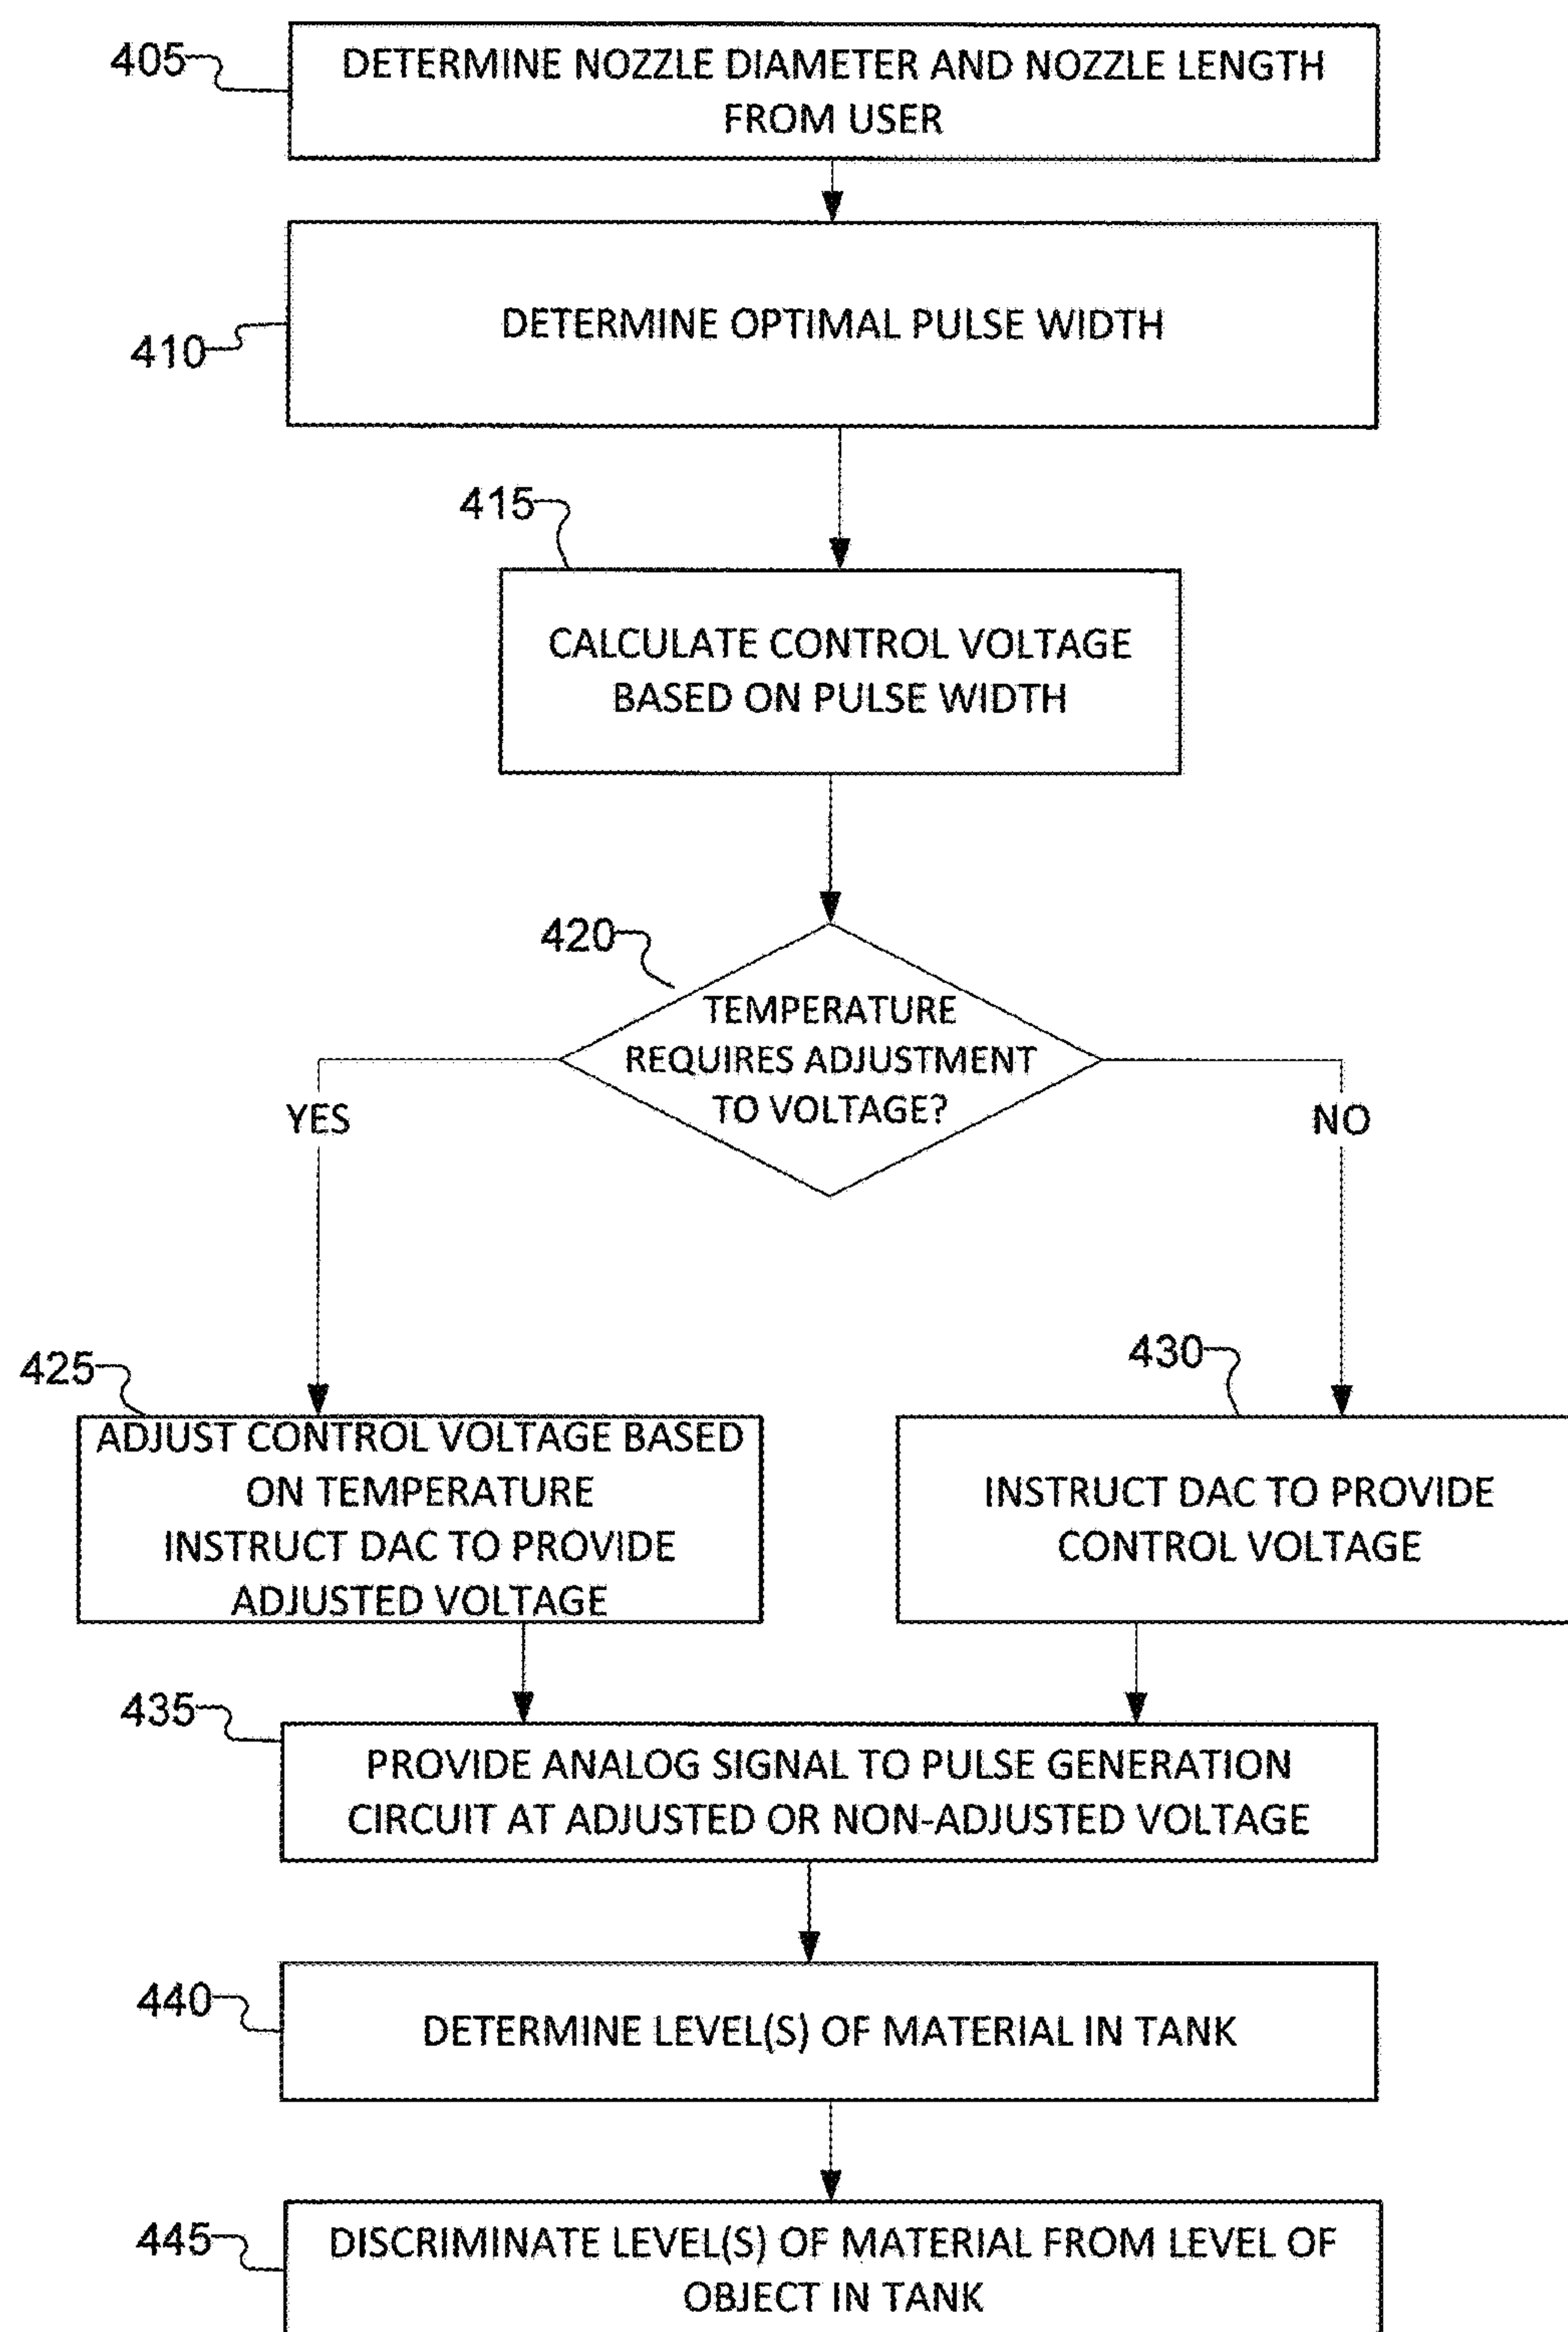 405
DETERMINE NOZZLE DIAMETER AND NOZZLE LENGTH
FROM USER
410
DETERMINE OPTIMAL PULSE WIDTH
415
CALCULATE CONTROL VOLTAGE
BASED ON PULSE WIDTH
420
TEMPERATURE
REQUIRES ADJUSTMENT
TO VOLTAGE?
YES
NO
425
ADJUST CONTROL VOLTAGE BASED
ON TEMPERATURE
INSTRUCT DAC TO PROVIDE
ADJUSTED VOLTAGE
430
INSTRUCT DAC TO PROVIDE
CONTROL VOLTAGE
435
PROVIDE ANALOG SIGNAL TO PULSE GENERATION
CIRCUIT AT ADJUSTED OR NON-ADJUSTED VOLTAGE
440
DETERMINE LEVEL(S) OF MATERIAL IN TANK
445
DISCRIMINATE LEVEL(S) OF MATERIAL FROM LEVEL OF
OBJECT IN TANK